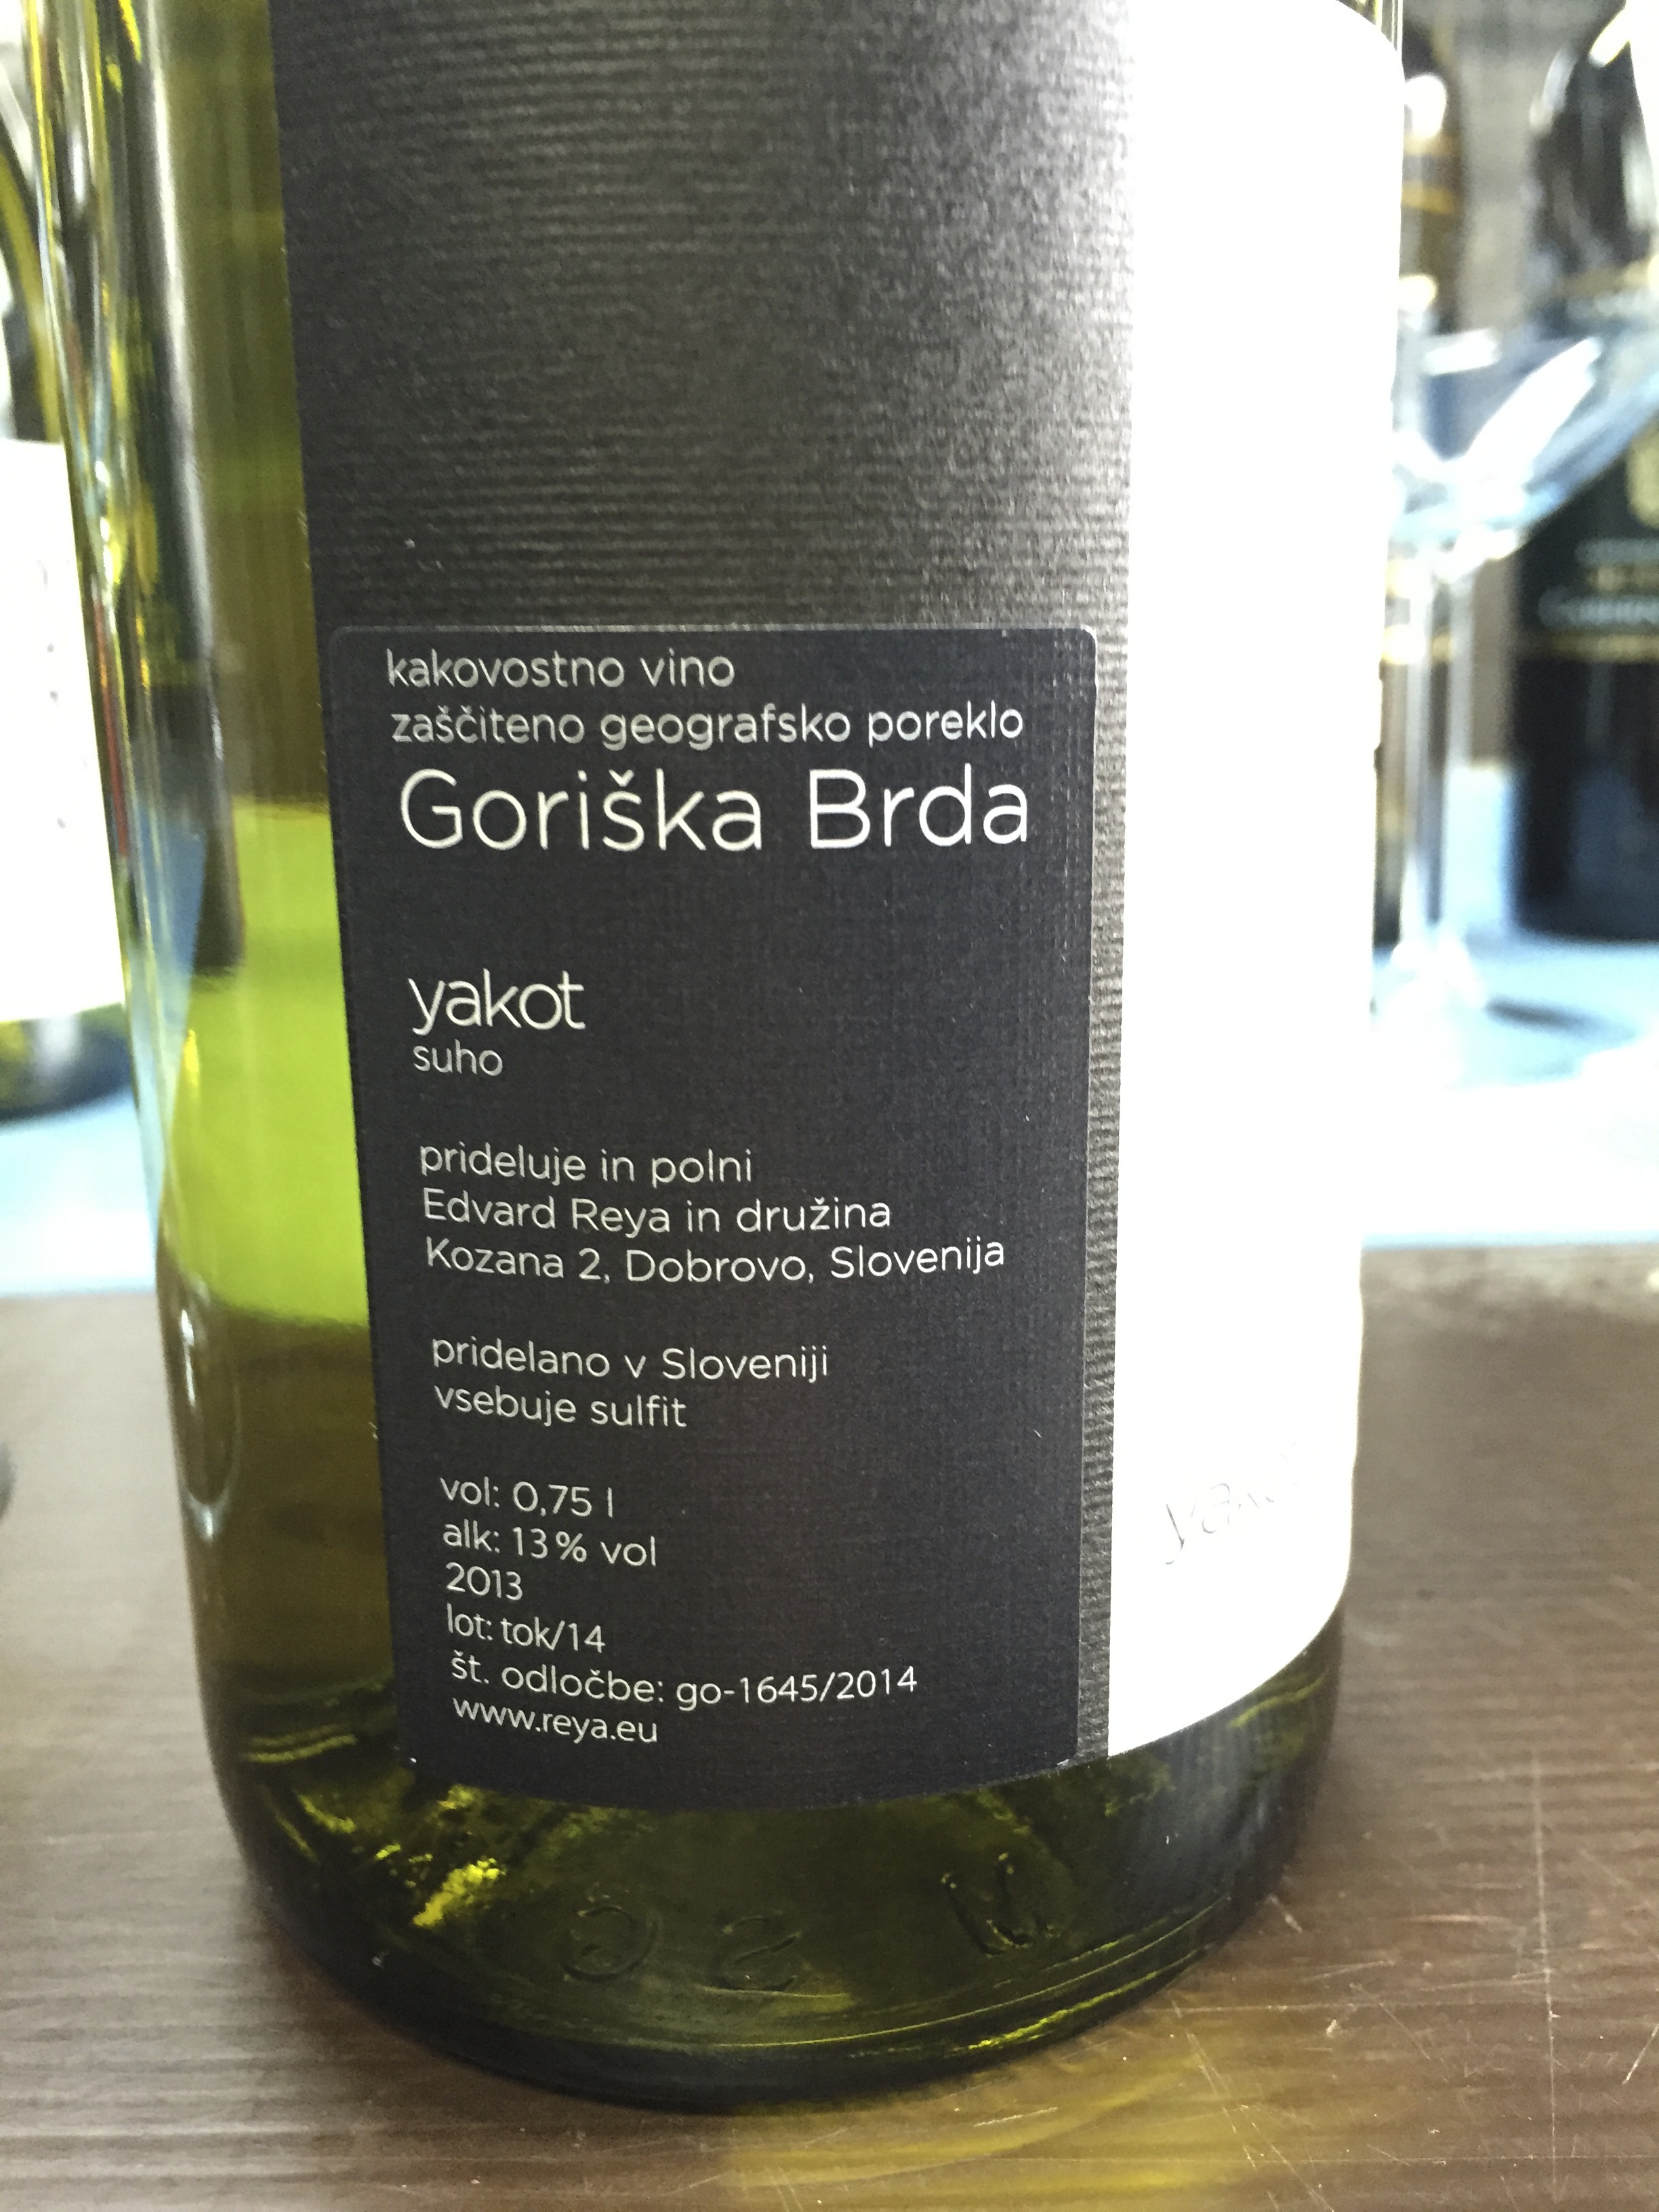 kakovostno vino
zaščiteno geografsko poreklo
Goriška Brda
yakot
suho
prideluje in polni
Edvard Reya in družina
Kozana 2, Dobrovo, Slovenija
pridelano v Sloveniji
vsebuje sulfit
vol: 0,75 l
alk: 13% vol
2013
lot: tok/14
št. odločbe: go-1645/2014
www.reya.eu